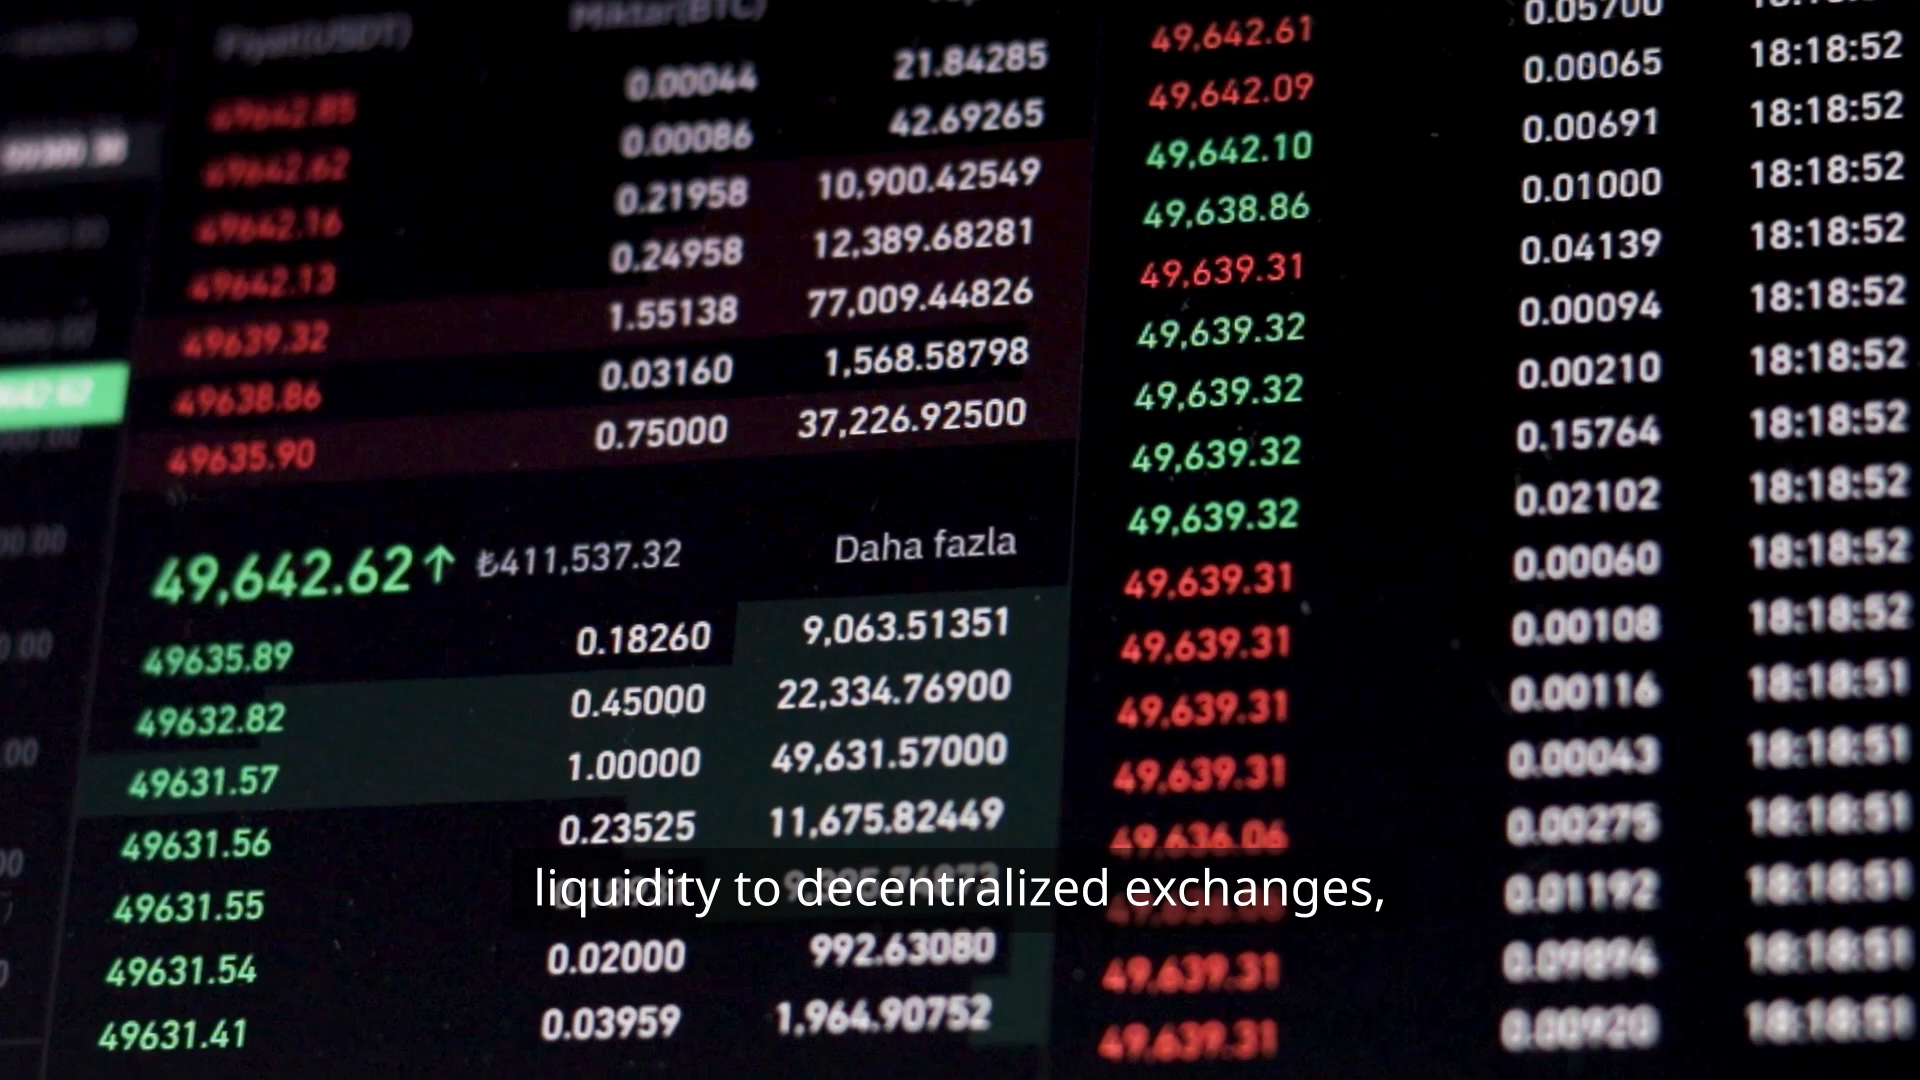 Fiyat(USDT) Miktar(BTC)
49642.85 0.00044 21.84285
49642.62 0.00086 42.69265
49642.16 0.21958 10,900.42549
49642.13 0.24958 12,389.68281
49639.32 1.55138 77,009.44826
49638.86 0.03160 1,568.58798
49635.90 0.75000 37,226.92500
49,642.62↑ ₺411,537.32 Daha fazla
49635.89 0.18260 9,063.51351
49632.82 0.45000 22,334.76900
49631.57 1.00000 49,631.57000
49631.56 0.23525 11,675.82449
49631.55
49631.54 0.02000 992.63080
49631.41 0.03959 1,964.90752
49,642.61 0.05700
49,642.09 0.00065 18:18:52
49,642.10 0.00691 18:18:52
49,638.86 0.01000 18:18:52
49,639.31 0.04139 18:18:52
49,639.32 0.00094 18:18:52
49,639.32 0.00210 18:18:52
49,639.32 0.15764 18:18:52
49,639.32 0.02102 18:18:52
49,639.31 0.00060 18:18:52
49,639.31 0.00108 18:18:52
49,639.31 0.00116 18:18:51
49,639.31 0.00043 18:18:51
49,636.06 0.00275 18:18:51
0.01192 18:18:51
49,639.31 18:18:51
49,639.31 0.00920 18:18:51
liquidity to decentralized exchanges,